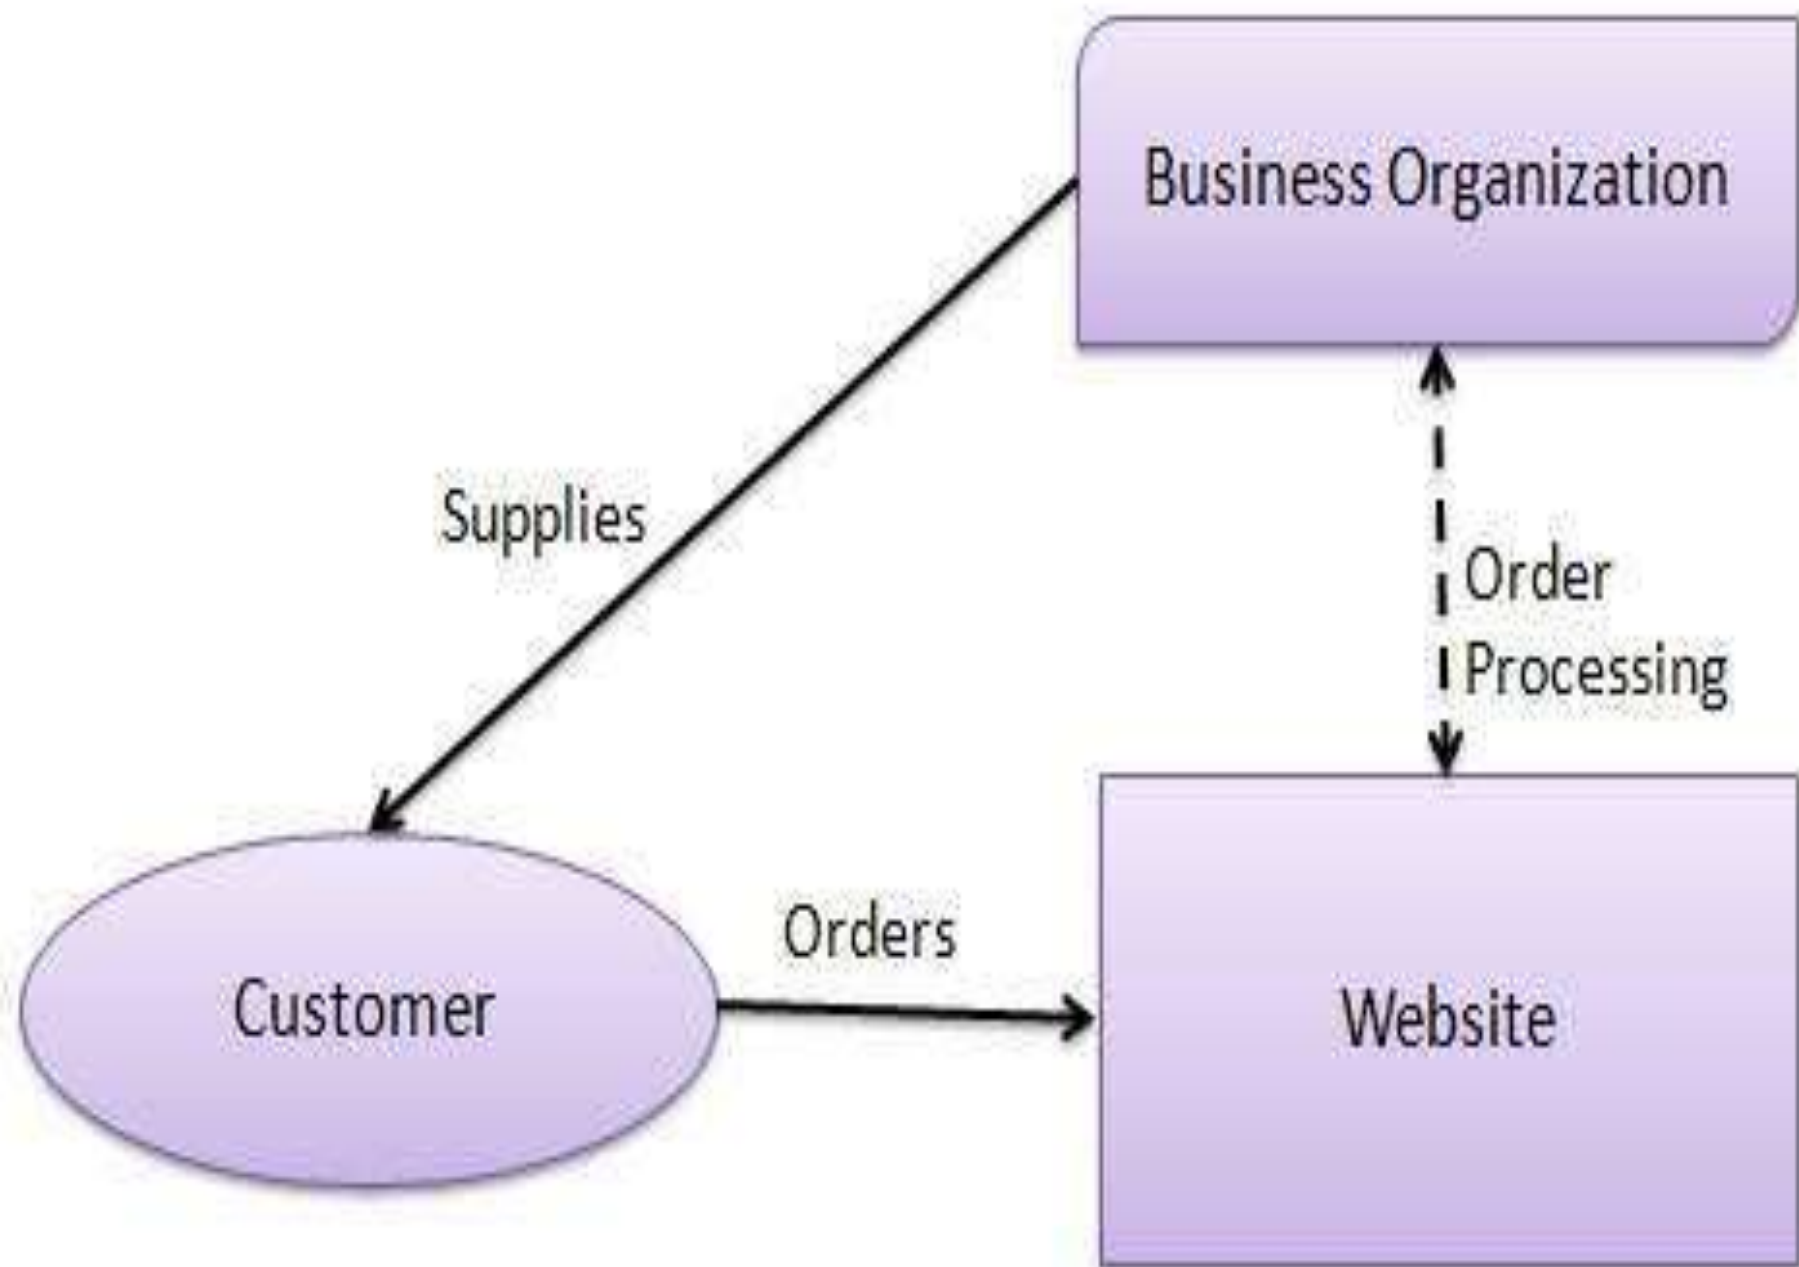 Business Organization
Supplies
Order
Processing
Orders
Customer
Website